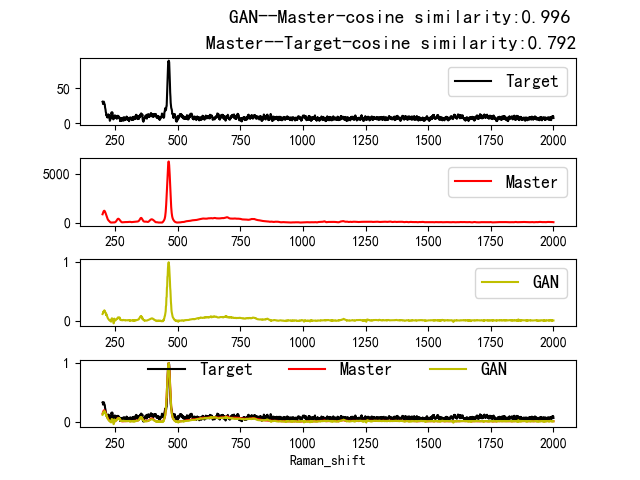 GAN--Master-cosine similarity:0.996
Master--Target-cosine similarity:0.792
50
0
Target
250 500 750 1000 1250 1500 1750 2000
5000
0
Master
250 500 750 1000 1250 1500 1750 2000
1
0
GAN
250 500 750 1000 1250 1500 1750 2000
1
0
Target Master GAN
250 500 750 1000 1250 1500 1750 2000
Raman_shift